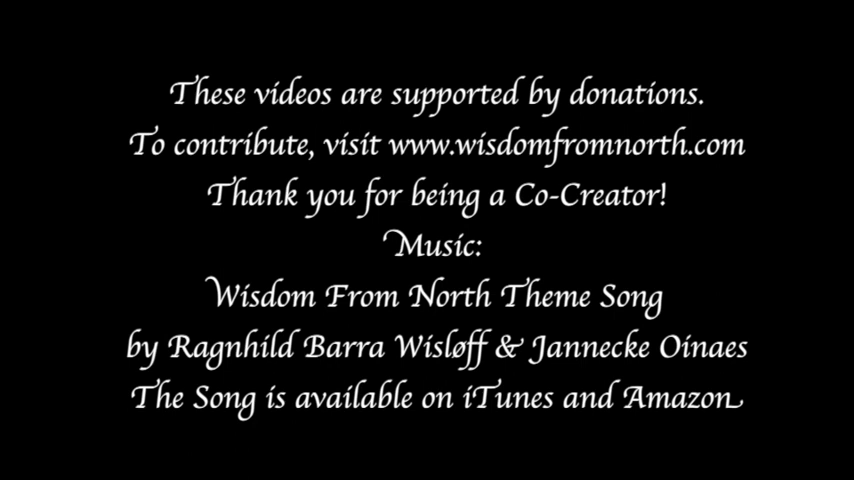 These videos are supported by donations.
To contribute, visit www.wisdomfromnorth.com
Thank you for being a Co-Creator!
Music:
Wisdom From North Theme Song
by Ragnhild Barra Wisløff & Jannecke Oinaes
The Song is available on iTunes and Amazon